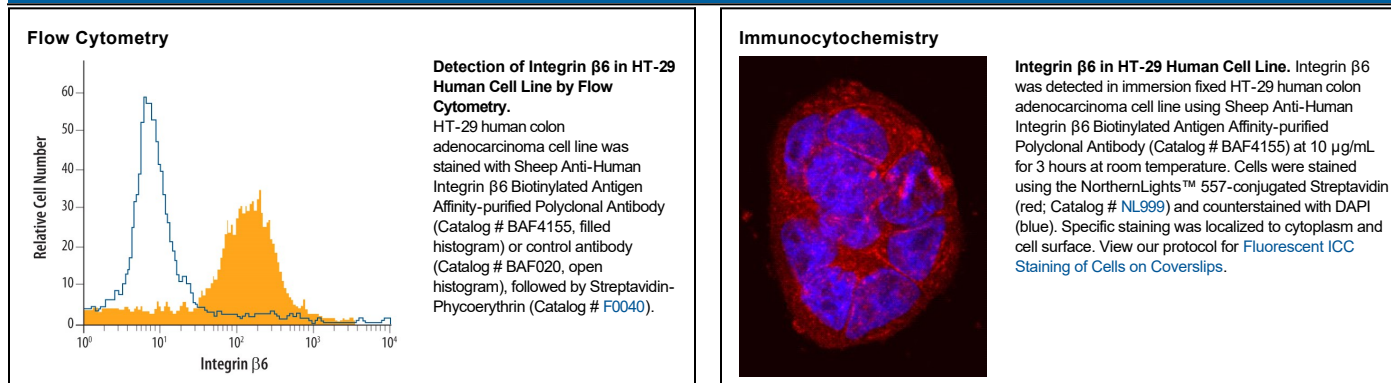 Flow Cytometry
Relative Cell Number
60
50
40
30
20
10
0
10⁰
10¹
10²
10³
10⁴
Integrin β6
Detection of Integrin β6 in HT-29
Human Cell Line by Flow
Cytometry.
HT-29 human colon
adenocarcinoma cell line was
stained with Sheep Anti-Human
Integrin β6 Biotinylated Antigen
Affinity-purified Polyclonal Antibody
(Catalog # BAF4155, filled
histogram) or control antibody
(Catalog # BAF020, open
histogram), followed by Streptavidin-
Phycoerythrin (Catalog # F0040).
Immunocytochemistry
Integrin β6 in HT-29 Human Cell Line. Integrin β6
was detected in immersion fixed HT-29 human colon
adenocarcinoma cell line using Sheep Anti-Human
Integrin β6 Biotinylated Antigen Affinity-purified
Polyclonal Antibody (Catalog # BAF4155) at 10 µg/mL
for 3 hours at room temperature. Cells were stained
using the NorthernLights™ 557-conjugated Streptavidin
(red; Catalog # NL999) and counterstained with DAPI
(blue). Specific staining was localized to cytoplasm and
cell surface. View our protocol for Fluorescent ICC
Staining of Cells on Coverslips.